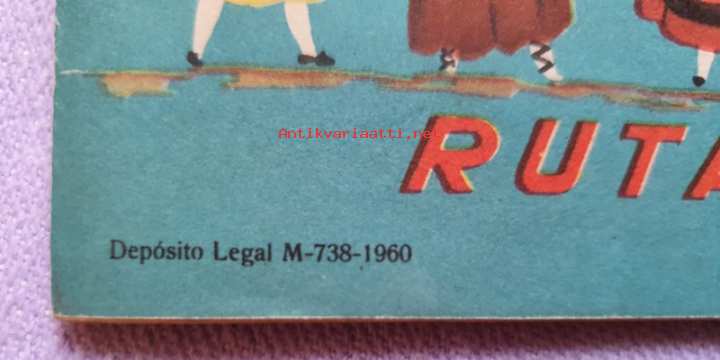 Antikvariaatti.net
RUTA
Depósito Legal M-738-1960